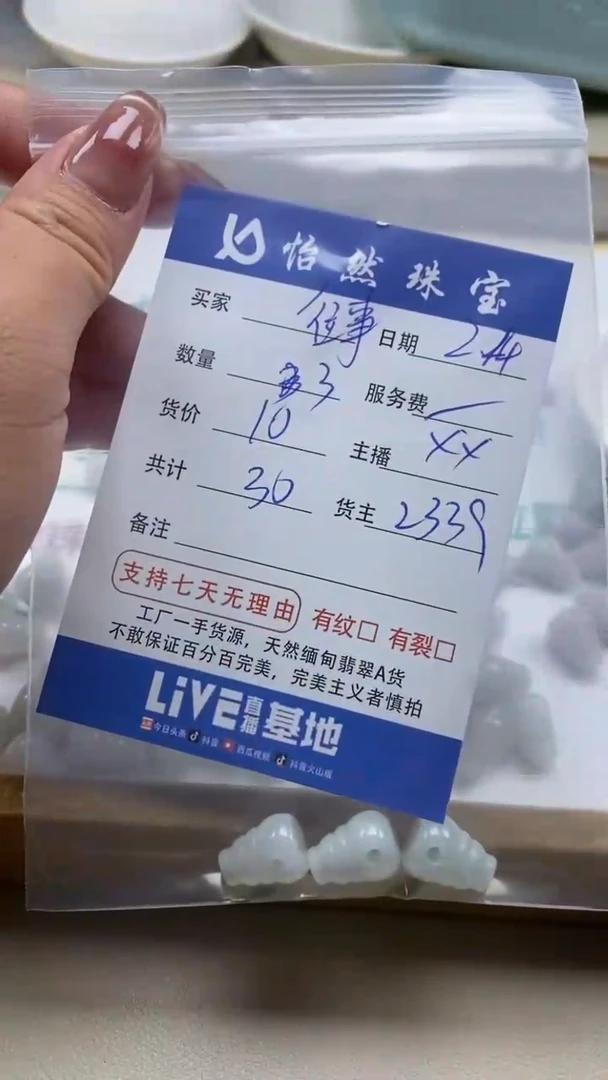 怡然珠宝
买家 往事 日期 2.14
数量 3 服务费
货价 10 主播 XX
共计 30 货主 2339
备注
支持七天无理由 有纹□ 有裂□
工厂一手货源，天然缅甸翡翠A货
不敢保证百分百完美，完美主义者慎拍
LiVE直播基地
今日头条 抖音 西瓜视频 抖音火山版